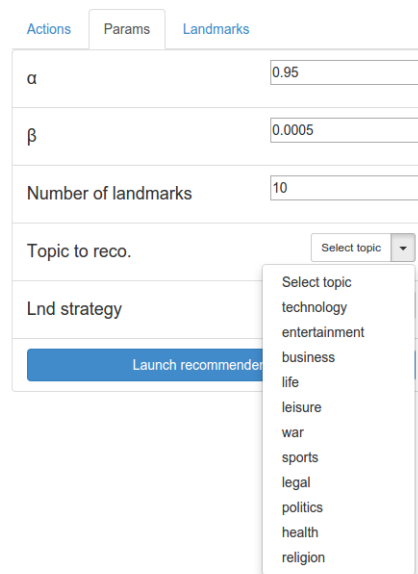 Actions Params Landmarks
α 0.95
β 0.0005
Number of landmarks 10
Topic to reco. Select topic
Select topic
technology
Lnd strategy
entertainment
business
Launch recommender
life
leisure
war
sports
legal
politics
health
religion